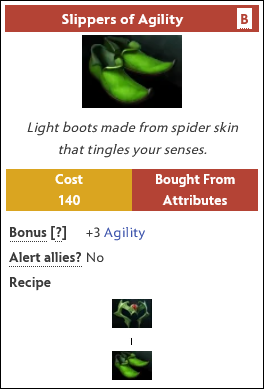 Slippers of Agility B
Light boots made from spider skin
that tingles your senses.
Cost Bought From
140 Attributes
Bonus [?] +3 Agility
Alert allies? No
Recipe